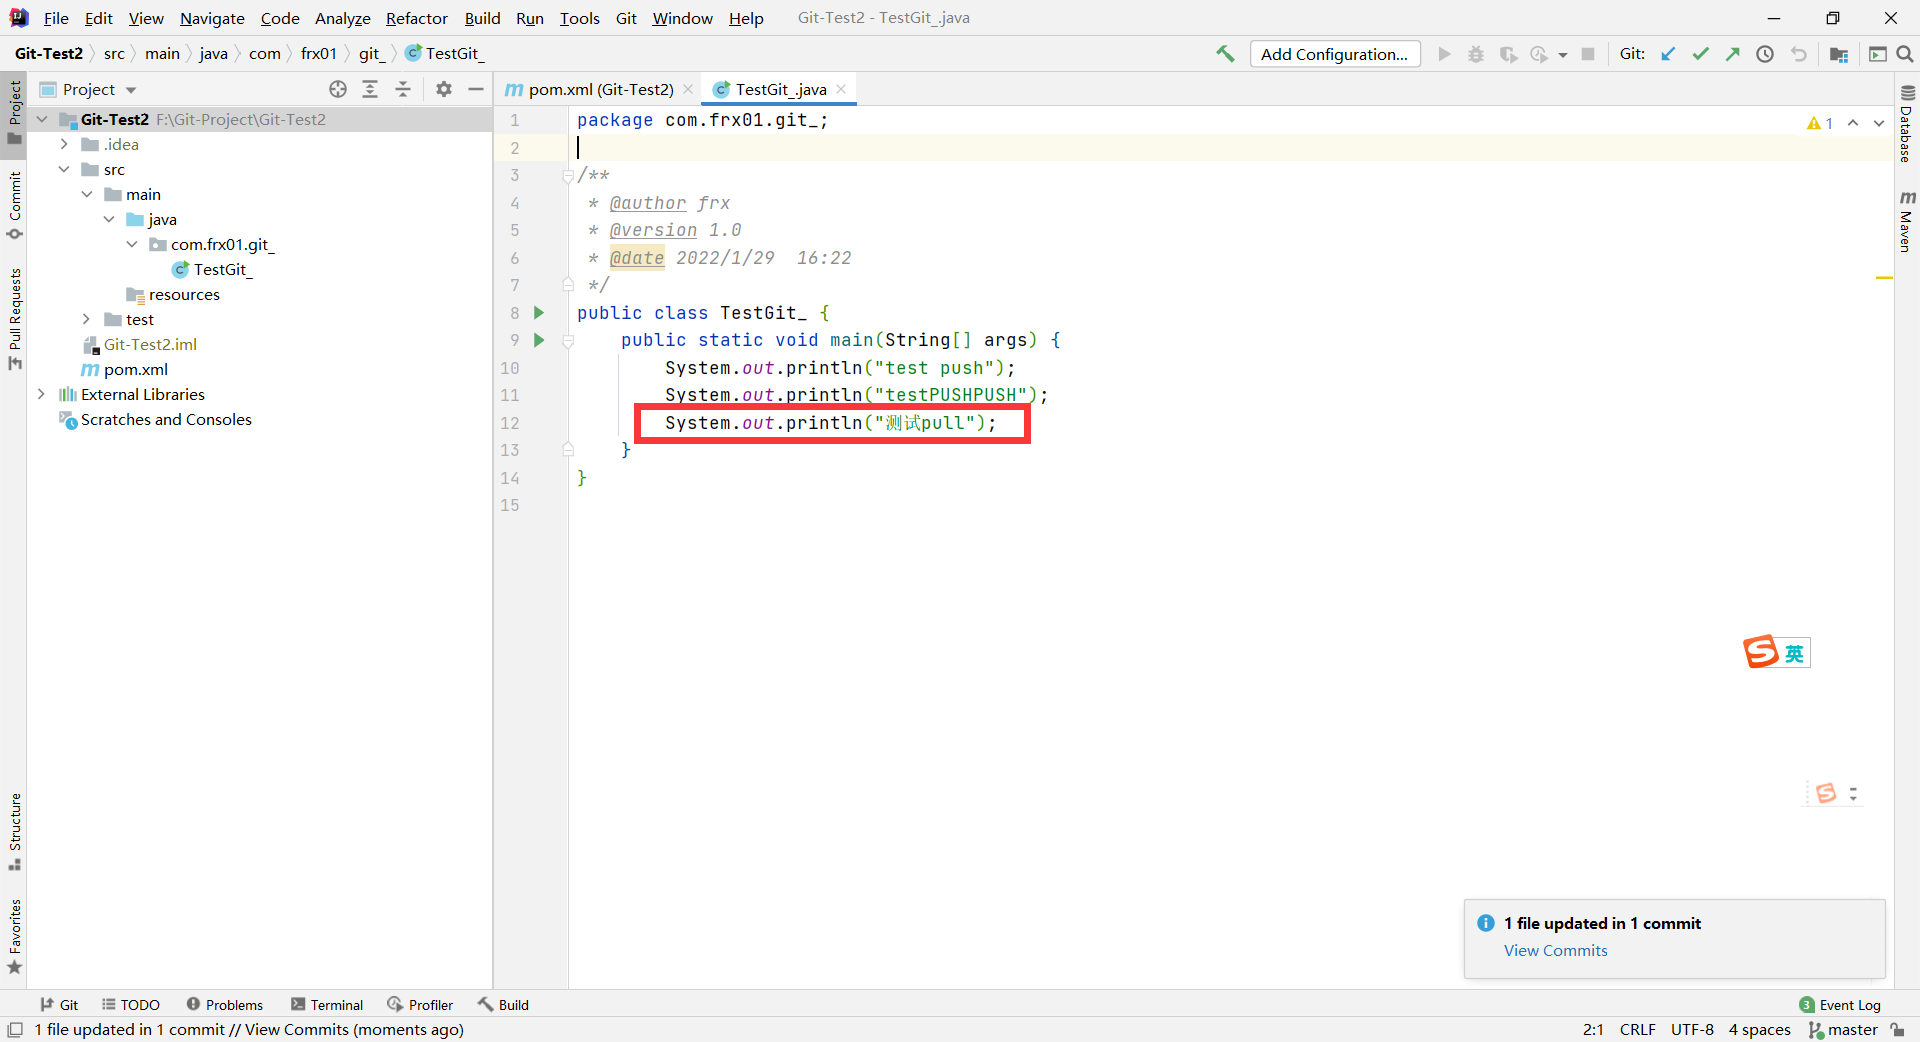 File Edit View Navigate Code Analyze Refactor Build Run Tools Git Window Help Git-Test2 - TestGit_.java
Git-Test2 src main java com frx01 git_ TestGit_ Add Configuration... Git:
Project
pom.xml (Git-Test2) TestGit_.java
Git-Test2 F:\Git-Project\Git-Test2
.idea
src
main
java
com.frx01.git_
TestGit_
resources
test
Git-Test2.iml
pom.xml
External Libraries
Scratches and Consoles
Project
Commit
Pull Requests
Structure
Favorites
1 package com.frx01.git_;
2
3 /**
4 * @author frx
5 * @version 1.0
6 * @date 2022/1/29  16:22
7 */
8 public class TestGit_ {
9 public static void main(String[] args) {
10 System.out.println("test push");
11 System.out.println("testPUSHPUSH");
12 System.out.println("测试pull");
13 }
14 }
15
1
Database
Maven
英
1 file updated in 1 commit
View Commits
Git TODO Problems Terminal Profiler Build 3 Event Log
1 file updated in 1 commit // View Commits (moments ago) 2:1 CRLF UTF-8 4 spaces master